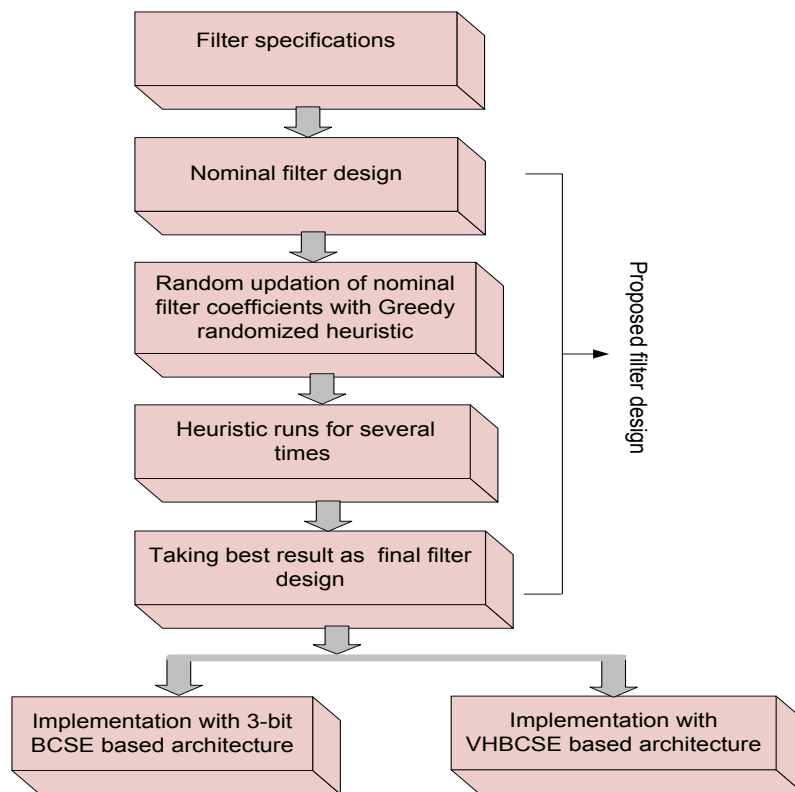 Filter specifications
Nominal filter design
Random updation of nominal
filter coefficients with Greedy
randomized heuristic
Heuristic runs for several
times
Taking best result as final filter
design
Proposed filter design
Implementation with 3-bit
BCSE based architecture
Implementation with
VHBCSE based architecture